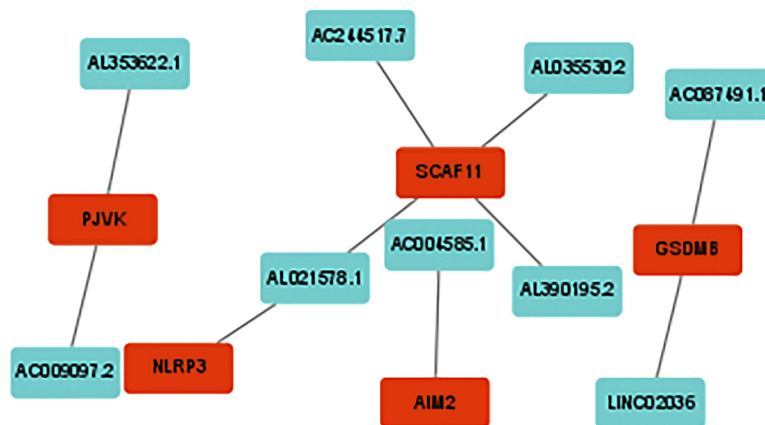 AC244517.7
AL353622.1
AL035530.2
AC087491.1
SCAF11
PJVK
AC004585.1
GSDMB
AL021578.1
AL390195.2
AC009097.2
NLRP3
AIM2
LINC02036